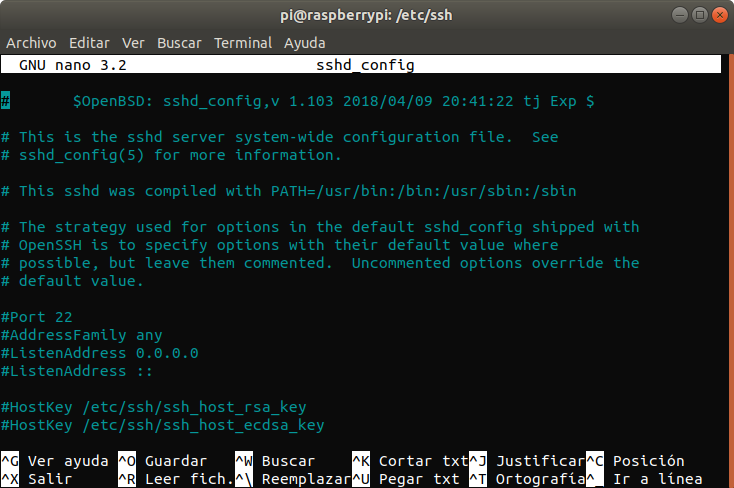 pi@raspberrypi: /etc/ssh
Archivo Editar Ver Buscar Terminal Ayuda
GNU nano 3.2 sshd_config
# $OpenBSD: sshd_config,v 1.103 2018/04/09 20:41:22 tj Exp $
# This is the sshd server system-wide configuration file. See
# sshd_config(5) for more information.
# This sshd was compiled with PATH=/usr/bin:/bin:/usr/sbin:/sbin
# The strategy used for options in the default sshd_config shipped with
# OpenSSH is to specify options with their default value where
# possible, but leave them commented. Uncommented options override the
# default value.
#Port 22
#AddressFamily any
#ListenAddress 0.0.0.0
#ListenAddress ::
#HostKey /etc/ssh/ssh_host_rsa_key
#HostKey /etc/ssh/ssh_host_ecdsa_key
^G Ver ayuda ^O Guardar ^W Buscar ^K Cortar txt^J Justificar^C Posición
^X Salir ^R Leer fich.^\ Reemplazar^U Pegar txt ^T Ortografía^_ Ir a línea